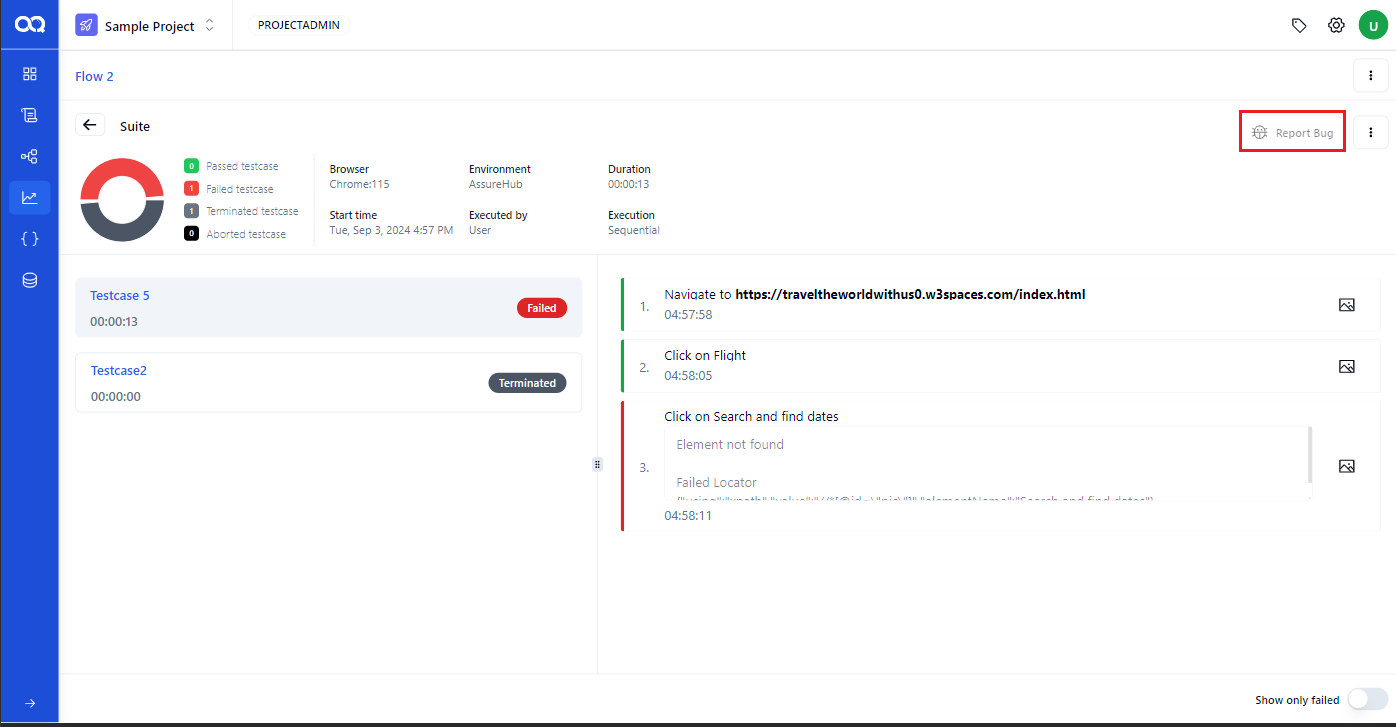 Sample Project
PROJECTADMIN
U
Flow 2
Suite
Report Bug
0 Passed testcase
1 Failed testcase
1 Terminated testcase
0 Aborted testcase
Browser
Chrome:115
Environment
AssureHub
Duration
00:00:13
Start time
Tue, Sep 3, 2024 4:57 PM
Executed by
User
Execution
Sequential
Testcase 5
00:00:13
Failed
Testcase2
00:00:00
Terminated
1. Navigate to https://traveltheworldwithus0.w3spaces.com/index.html
04:57:58
2. Click on Flight
04:58:05
3. Click on Search and find dates
Element not found
Failed Locator
04:58:11
Show only failed